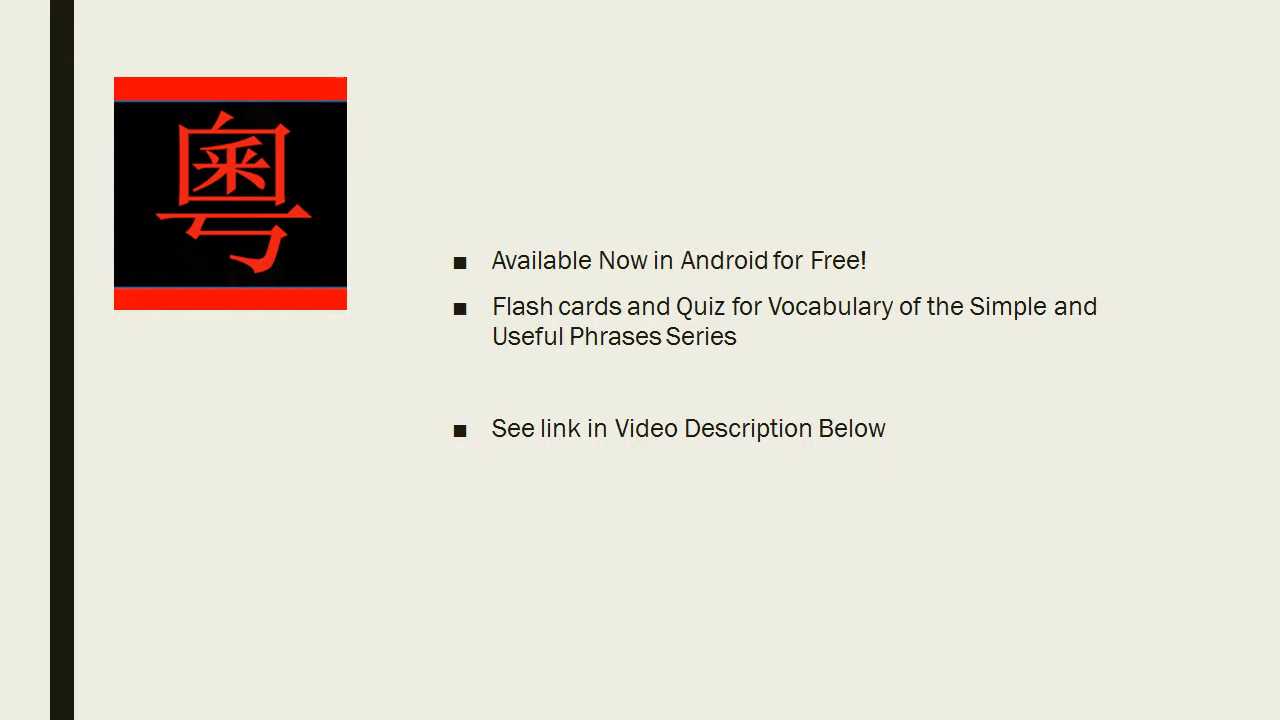 粵
■ Available Now in Android for Free!
■ Flash cards and Quiz for Vocabulary of the Simple and
Useful Phrases Series
■ See link in Video Description Below